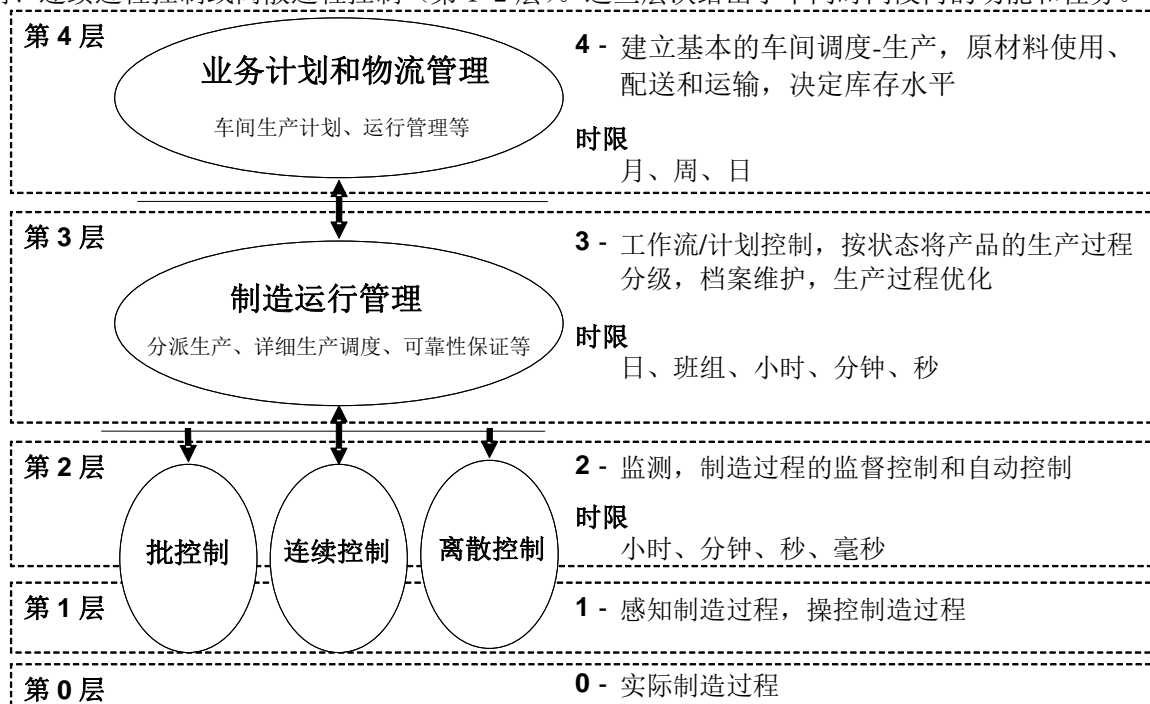 第 4 层
业务计划和物流管理
车间生产计划、运行管理等
4 - 建立基本的车间调度-生产，原材料使用、
配送和运输，决定库存水平
时限
月、周、日
第 3 层
制造运行管理
分派生产、详细生产调度、可靠性保证等
3 - 工作流/计划控制，按状态将产品的生产过程
分级，档案维护，生产过程优化
时限
日、班组、小时、分钟、秒
第 2 层
批控制
连续控制
离散控制
2 - 监测，制造过程的监督控制和自动控制
时限
小时、分钟、秒、毫秒
第 1 层
1 - 感知制造过程，操控制造过程
第 0 层
0 - 实际制造过程